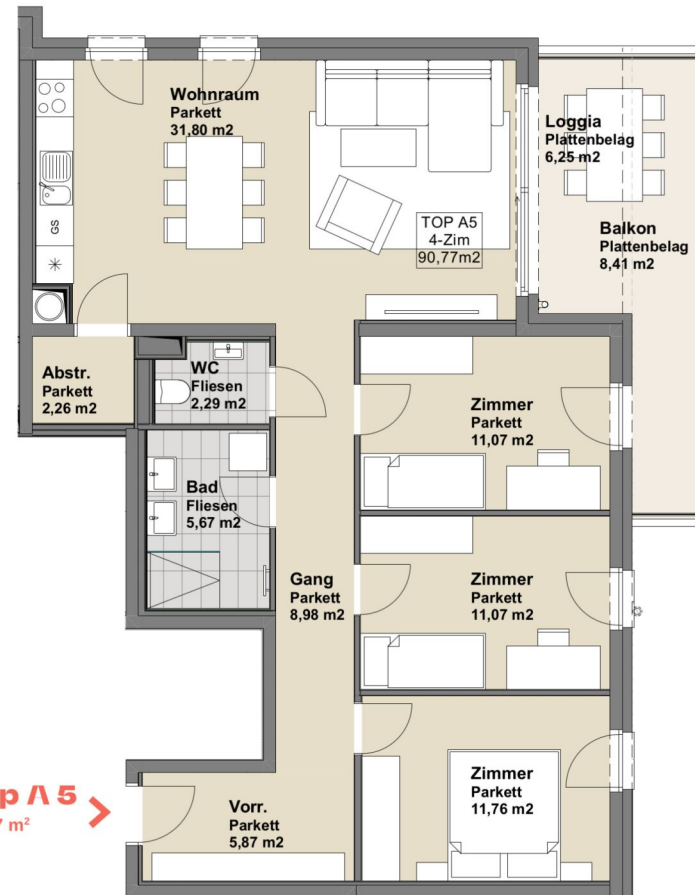 Wohnraum
Parkett
31,80 m2
Loggia
Plattenbelag
6,25 m2
TOP A5
4-Zim
90,77m2
Balkon
Plattenbelag
8,41 m2
GS
Abstr.
Parkett
2,26 m2
WC
Fliesen
2,29 m2
Zimmer
Parkett
11,07 m2
Bad
Fliesen
5,67 m2
Gang
Parkett
8,98 m2
Zimmer
Parkett
11,07 m2
Zimmer
Parkett
11,76 m2
Vorr.
Parkett
5,87 m2
p A 5
m²